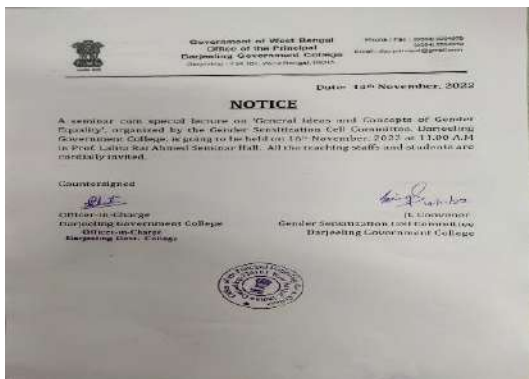 Government of West Bengal
Office of the Principal
Darjeeling Government College
Date: 14th November, 2022
NOTICE
A seminar cum special lecture on 'General Ideas and Concepts of Gender
Equality', organized by the Gender Sensitization Cell Committee, Darjeeling
Government College, is going to be held on 16th November, 2022 at 11.00 A.M
in Prof. Lalita Rai Ahmed Seminar Hall. All the teaching staffs and students are
cordially invited.
Countersigned
Officer-in-Charge
Darjeeling Government College
Officer-in-Charge
Darjeeling Govt. College
Jt. Convenor
Gender Sensitization Cell Committee
Darjeeling Government College